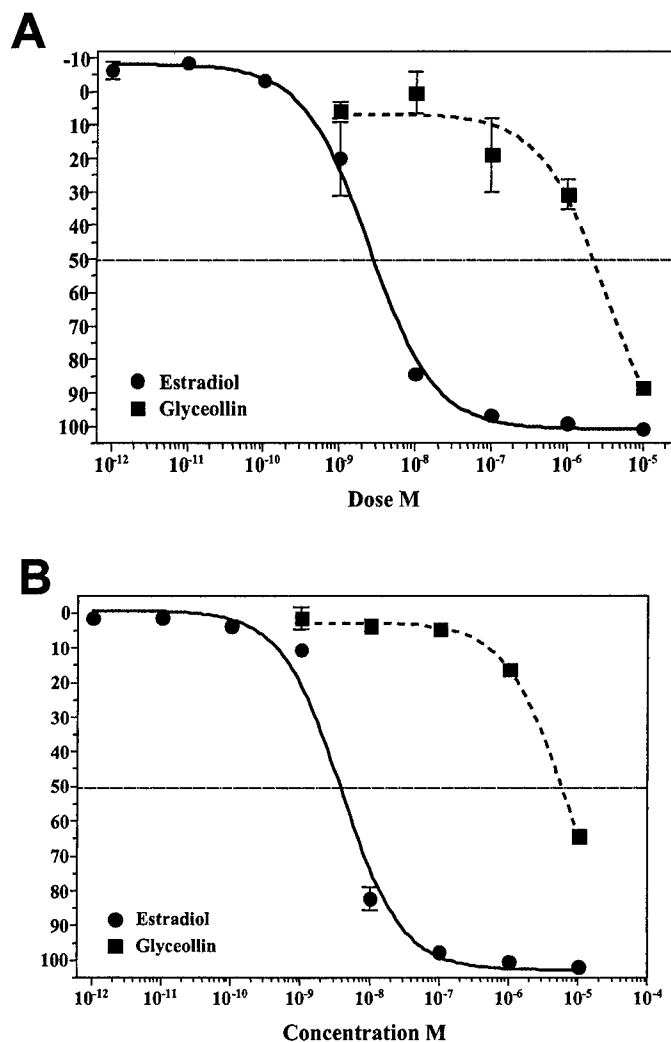 A
-10
0
10
20
30
40
50
60
70
80
90
100
Estradiol
Glyceollin
10⁻¹² 10⁻¹¹ 10⁻¹⁰ 10⁻⁹ 10⁻⁸ 10⁻⁷ 10⁻⁶ 10⁻⁵
Dose M
B
0
10
20
30
40
50
60
70
80
90
100
Estradiol
Glyceollin
10⁻¹² 10⁻¹¹ 10⁻¹⁰ 10⁻⁹ 10⁻⁸ 10⁻⁷ 10⁻⁶ 10⁻⁵ 10⁻⁴
Concentration M